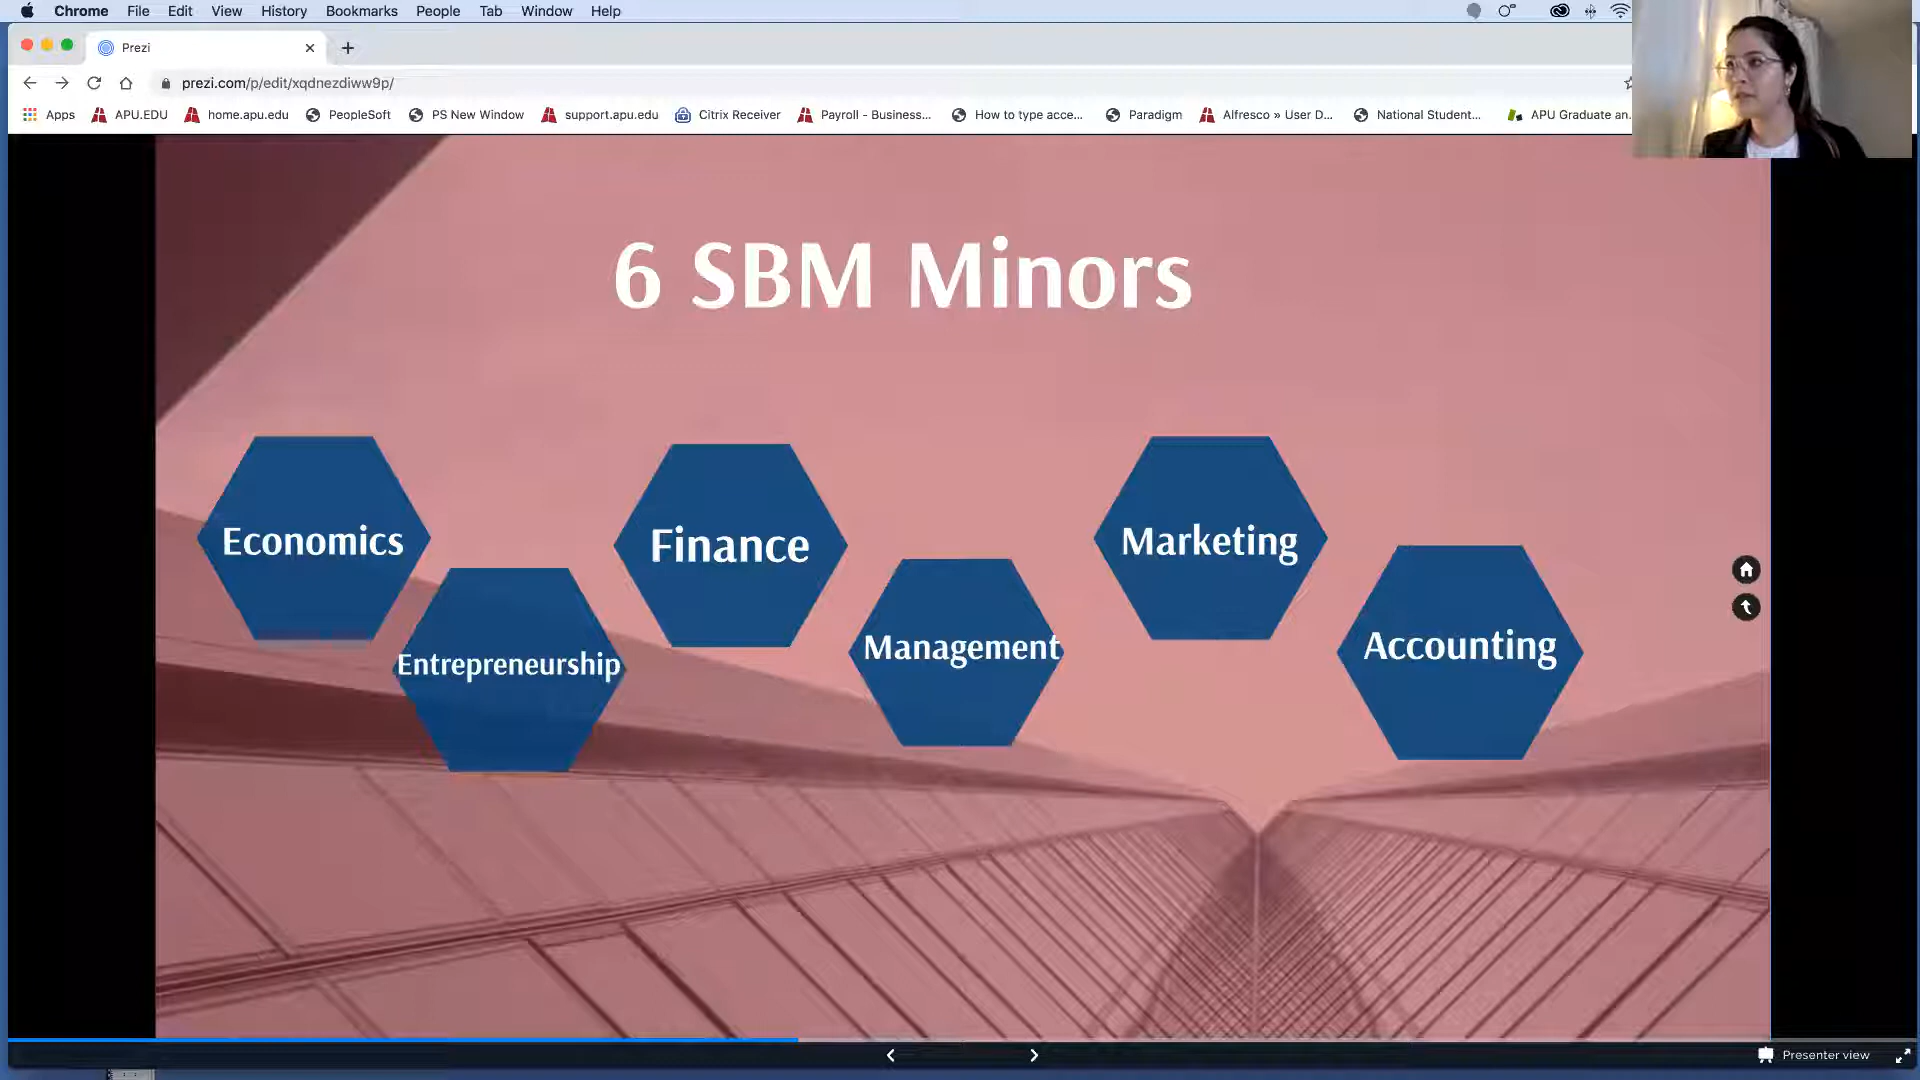 Chrome File Edit View History Bookmarks People Tab Window Help
Prezi
prezi.com/p/edit/xqdnezdiww9p/
Apps APU.EDU home.apu.edu PeopleSoft PS New Window support.apu.edu Citrix Receiver Payroll - Business... How to type acce... Paradigm Alfresco » User D... National Student... APU Graduate an...
6 SBM Minors
Economics
Entrepreneurship
Finance
Management
Marketing
Accounting
Presenter view